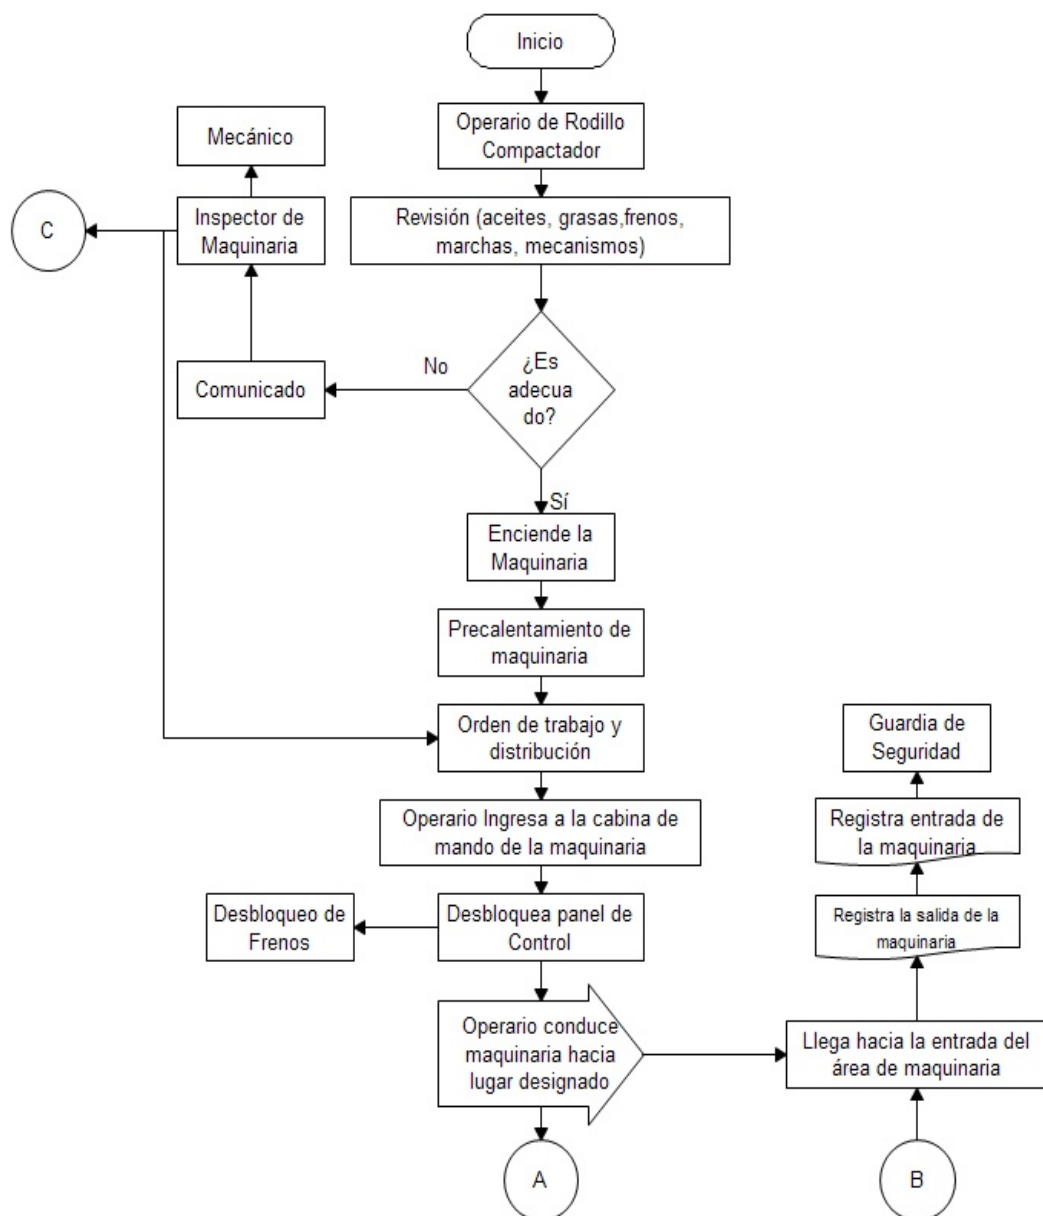 Inicio
Operario de Rodillo
Compactador
Mecánico
C
Inspector de
Maquinaria
Revisión (aceites, grasas,frenos,
marchas, mecanismos)
¿Es
adecua
do?
No
Comunicado
Sí
Enciende la
Maquinaria
Precalentamiento de
maquinaria
Orden de trabajo y
distribución
Guardia de
Seguridad
Operario Ingresa a la cabina de
mando de la maquinaria
Registra entrada de
la maquinaria
Desbloqueo de
Frenos
Desbloquea panel de
Control
Registra la salida de la
maquinaria
Operario conduce
maquinaria hacia
lugar designado
Llega hacia la entrada del
área de maquinaria
A
B